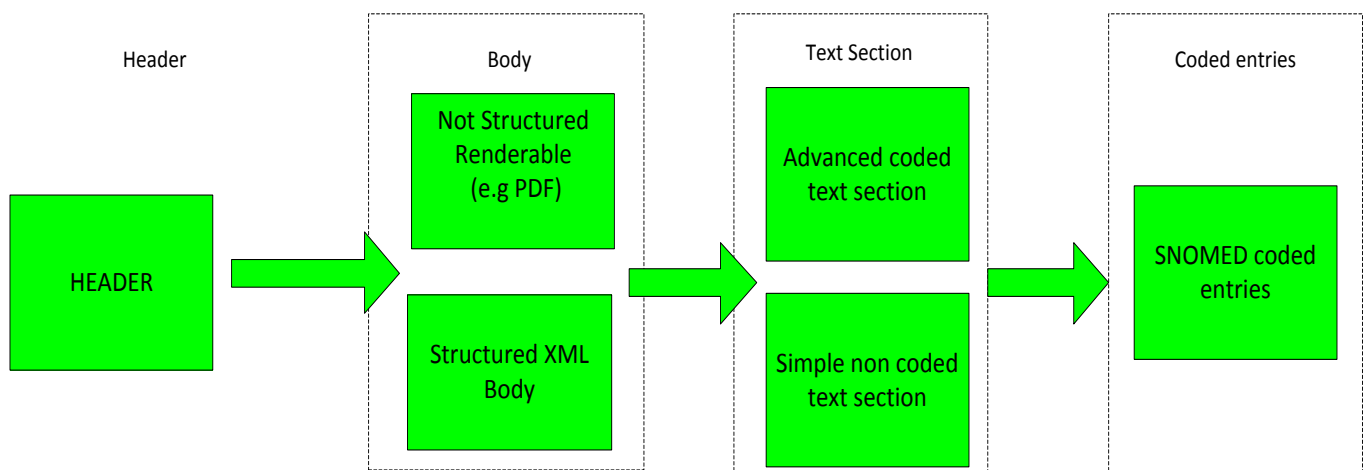 Header
HEADER
Body
Not Structured
Renderable
(e.g PDF)
Structured XML
Body
Text Section
Advanced coded
text section
Simple non coded
text section
Coded entries
SNOMED coded
entries